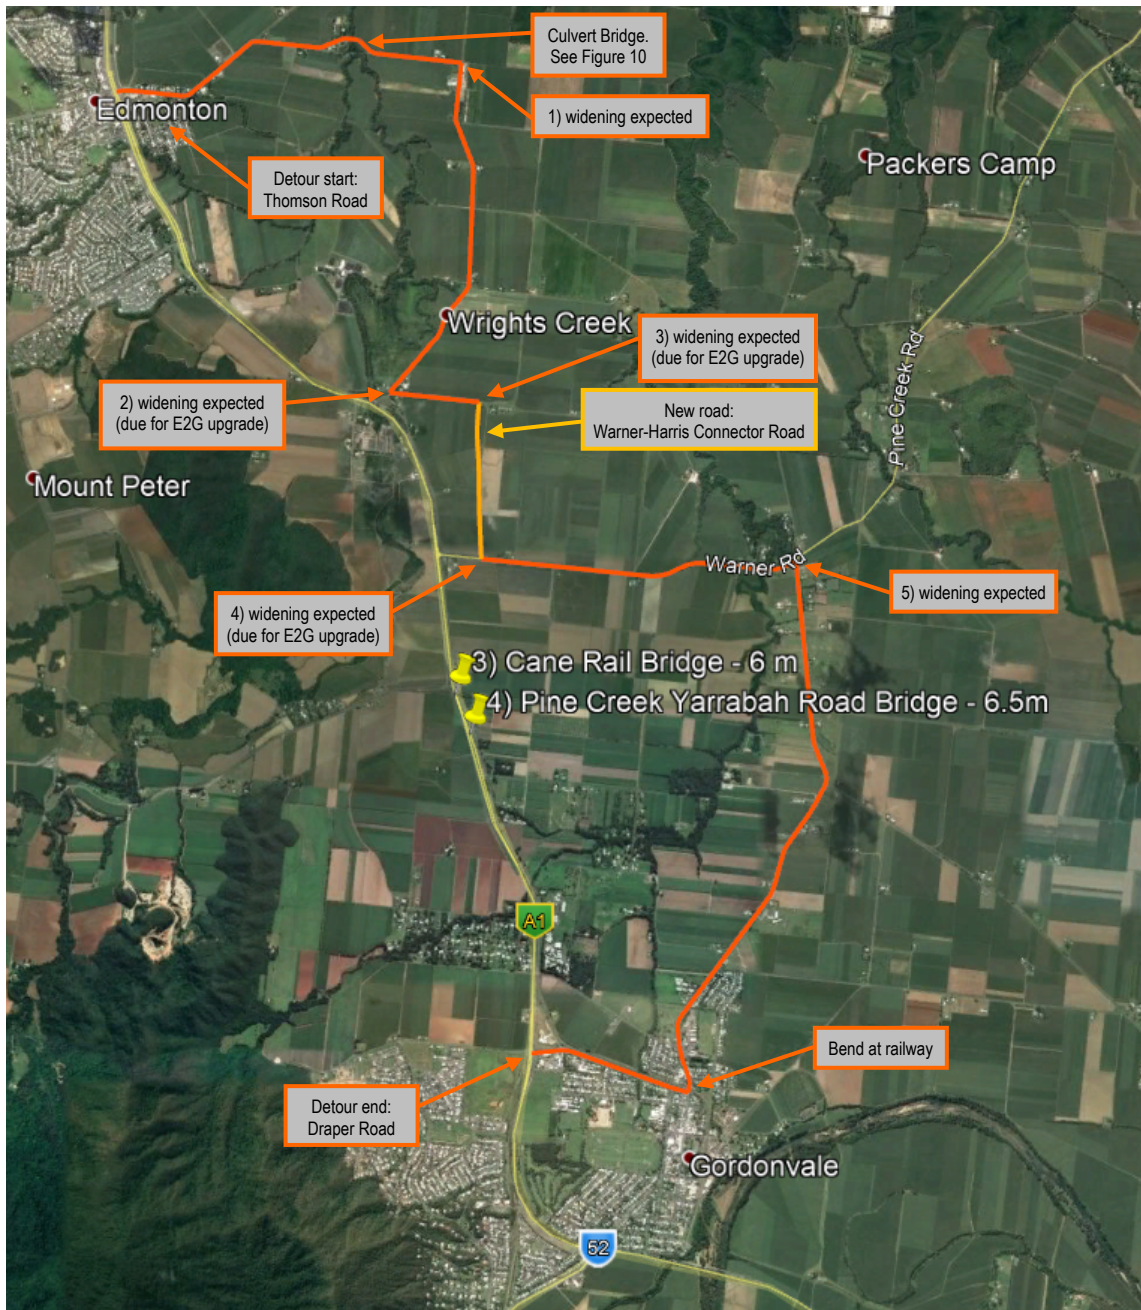 Culvert Bridge.
See Figure 10
1) widening expected
Edmonton
Detour start:
Thomson Road
Packers Camp
Wrights Creek
3) widening expected
(due for E2G upgrade)
Pine Creek Rd
2) widening expected
(due for E2G upgrade)
New road:
Warner-Harris Connector Road
Mount Peter
Warner Rd
5) widening expected
4) widening expected
(due for E2G upgrade)
3) Cane Rail Bridge - 6 m
4) Pine Creek Yarrabah Road Bridge - 6.5m
A1
Bend at railway
Detour end:
Draper Road
Gordonvale
52